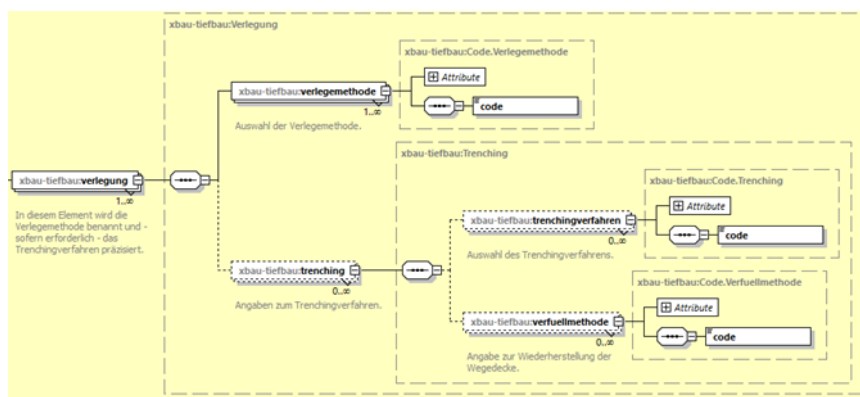 xbau-tiefbau:Verlegung
xbau-tiefbau:Code.Verlegemethode
Attribute
xbau-tiefbau:verlegemethode
1..∞
code
Auswahl der Verlegemethode.
xbau-tiefbau:Trenching
xbau-tiefbau:Code.Trenching
xbau-tiefbau:verlegung
1..∞
Attribute
In diesem Element wird die
Verlegemethode benannt und -
sofern erforderlich - das
Trenchingverfahren präzisiert.
xbau-tiefbau:trenchingverfahren
0..∞
code
Auswahl des Trenchingverfahrens.
xbau-tiefbau:trenching
0..∞
Angaben zum Trenchingverfahren.
xbau-tiefbau:Code.Verfuellmethode
Attribute
xbau-tiefbau:verfuellmethode
0..∞
code
Angabe zur Wiederherstellung der
Wegedecke.